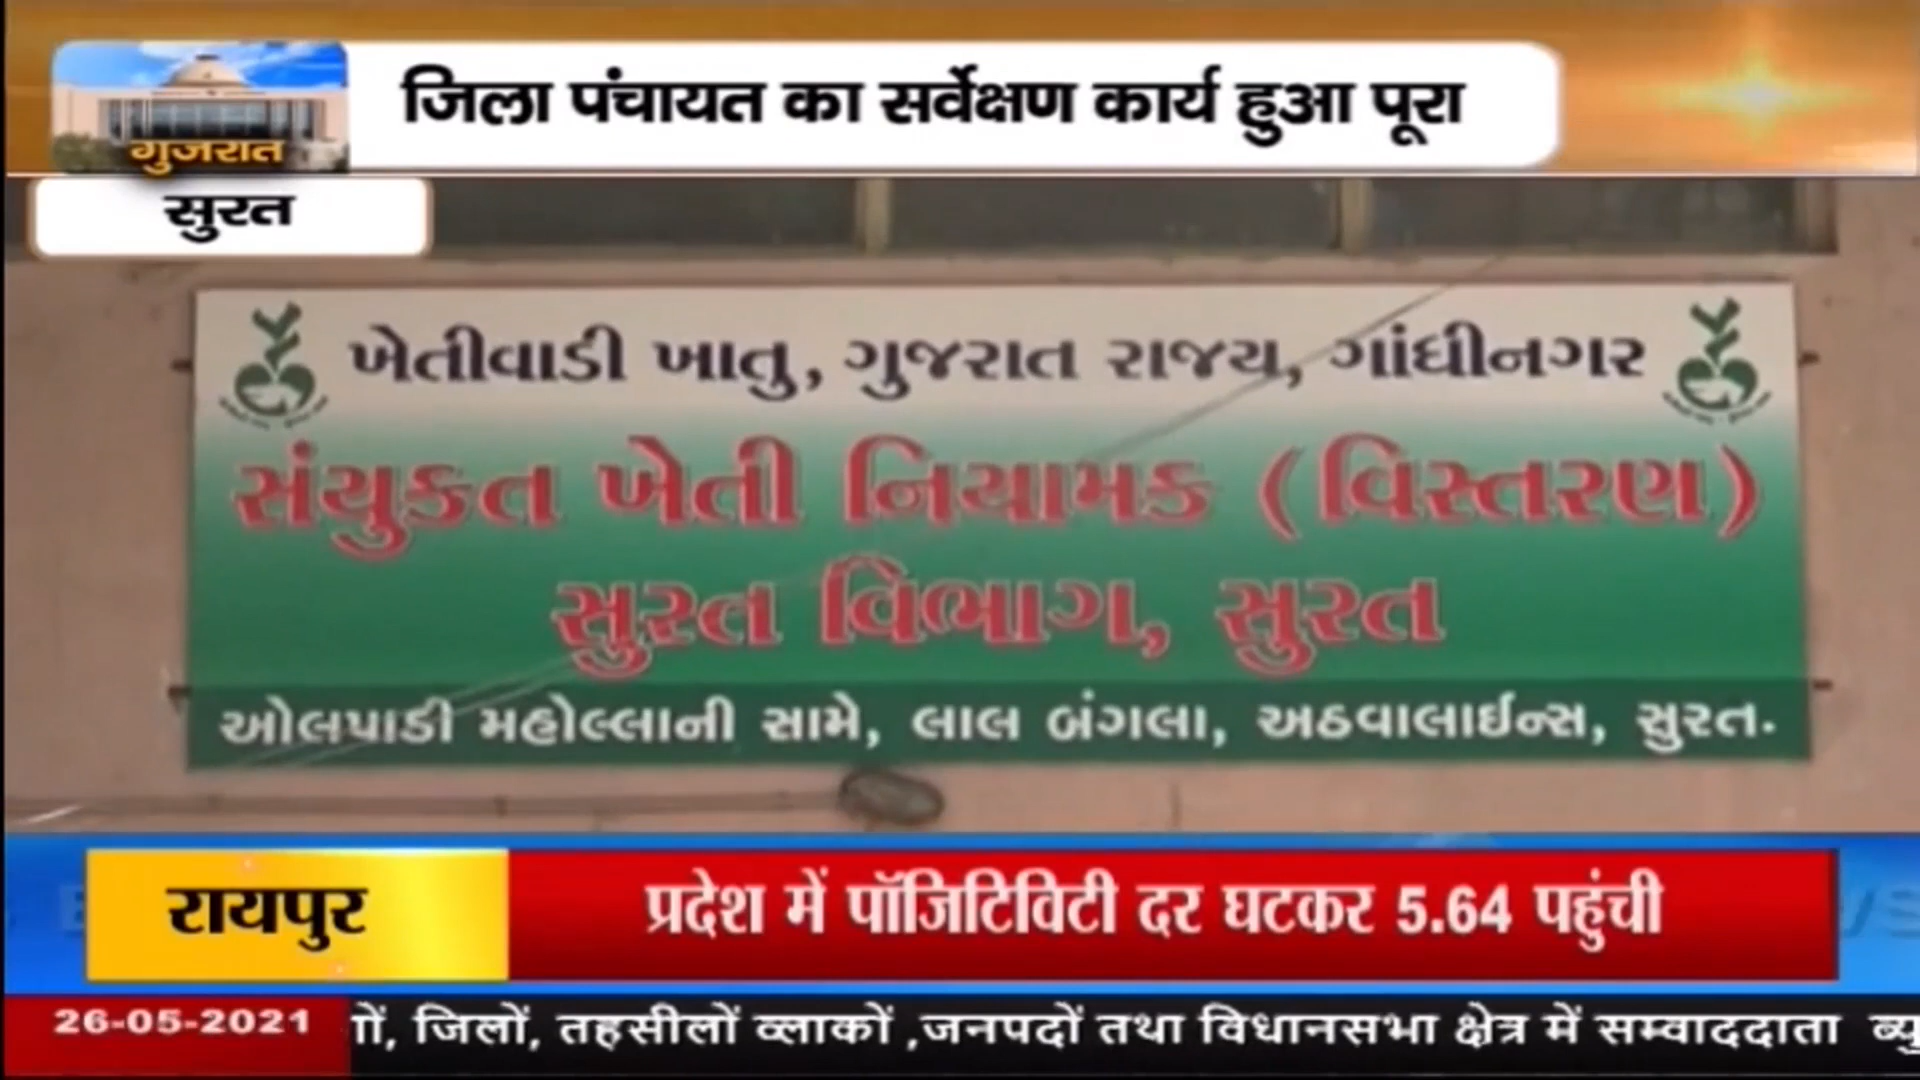 जिला पंचायत का सर्वेक्षण कार्य हुआ पूरा
गुजरात
सुरत
ખેતીવાડી ખાતુ, ગુજરાત રાજય, ગાંધીનગર
સંયુકત ખેતી નિયામક (વિસ્તરણ)
સુરત વિભાગ, સુરત
ઓલપાડી મહોલ્લાની સામે, લાલ બંગલા, અઠવાલાઈન્સ, સુરત.
रायपुर
प्रदेश में पॉजिटिविटी दर घटकर 5.64 पहुंची
26-05-2021
जिलों, तहसीलों ब्लाकों ,जनपदों तथा विधानसभा क्षेत्र में सम्वाददाता